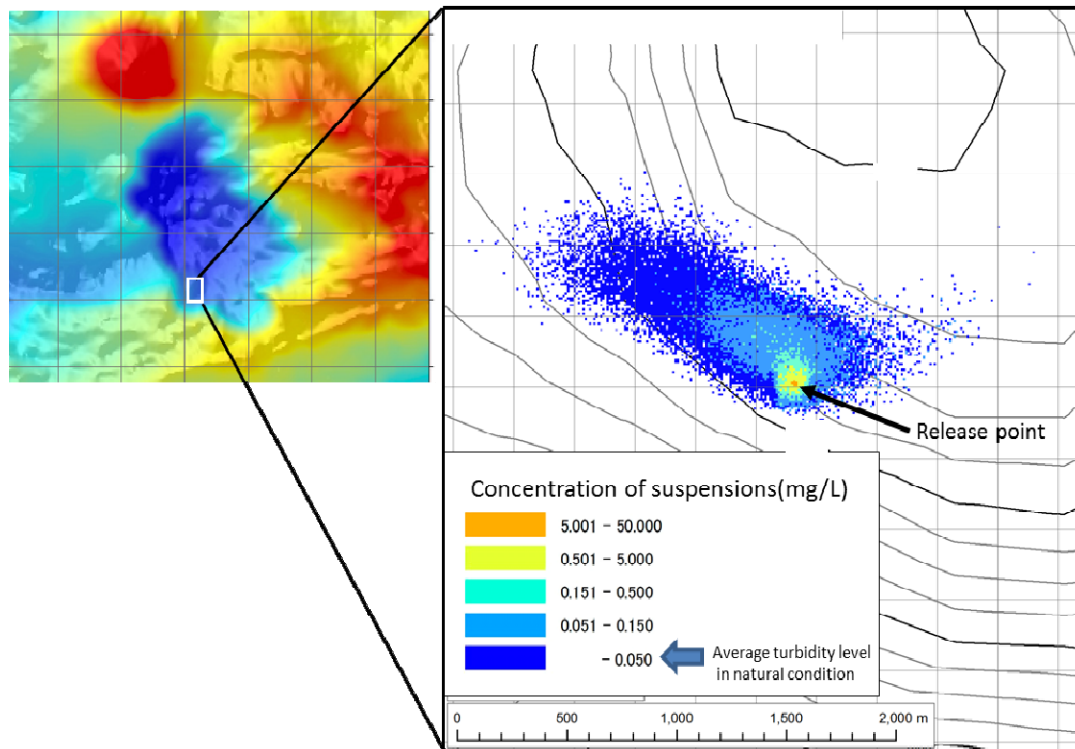 Release point
Concentration of suspensions(mg/L)
5.001 - 50.000
0.501 - 5.000
0.151 - 0.500
0.051 - 0.150
- 0.050
Average turbidity level
in natural condition
0 500 1,000 1,500 2,000 m